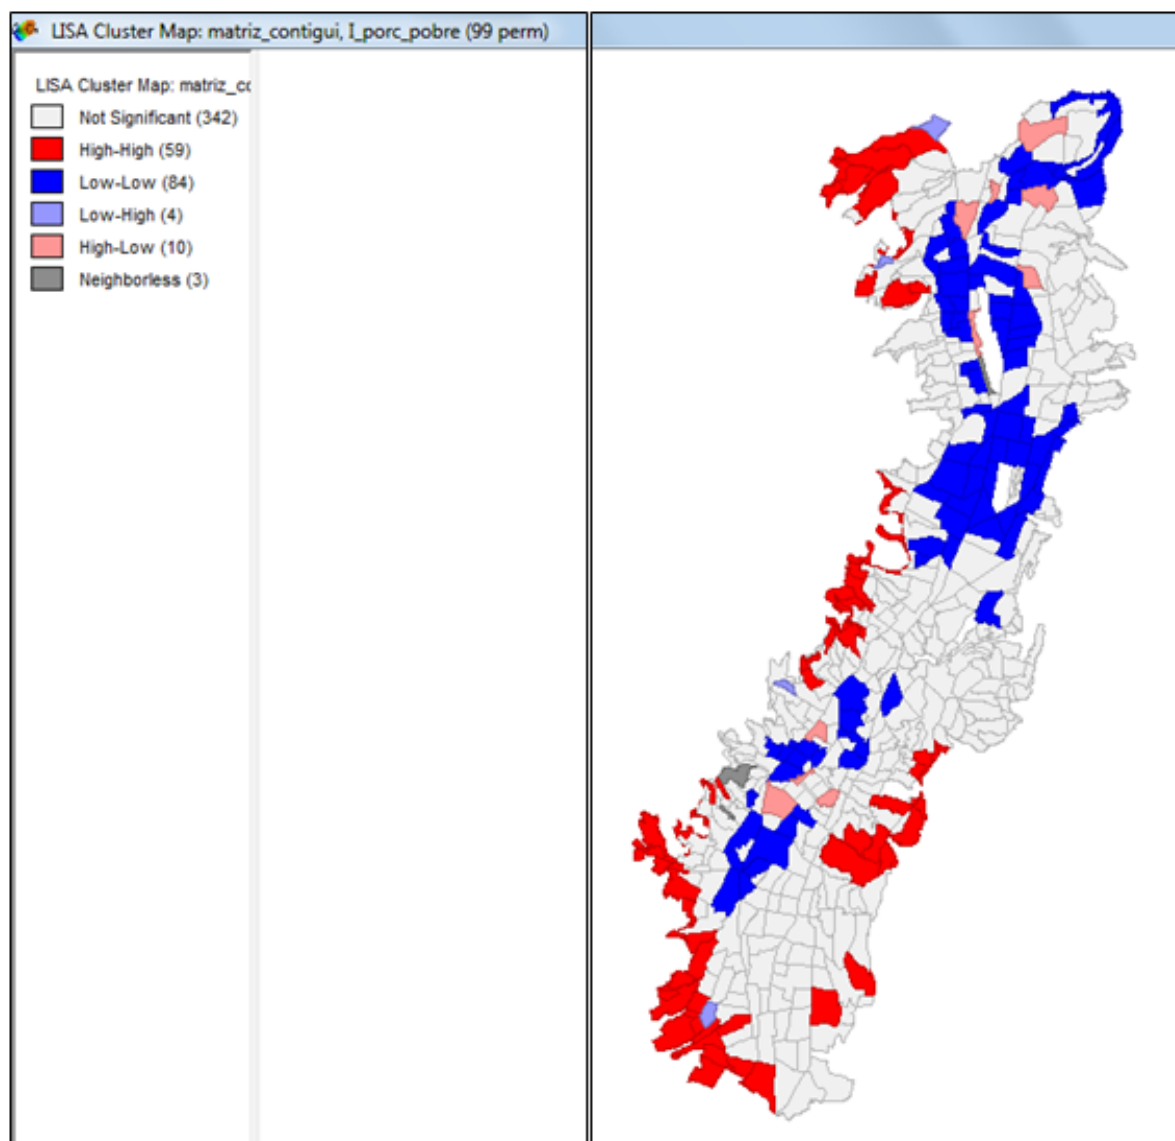 LISA Cluster Map: matriz_contigui, I_porc_pobre (99 perm)
LISA Cluster Map: matriz_cc
Not Significant (342)
High-High (59)
Low-Low (84)
Low-High (4)
High-Low (10)
Neighborless (3)